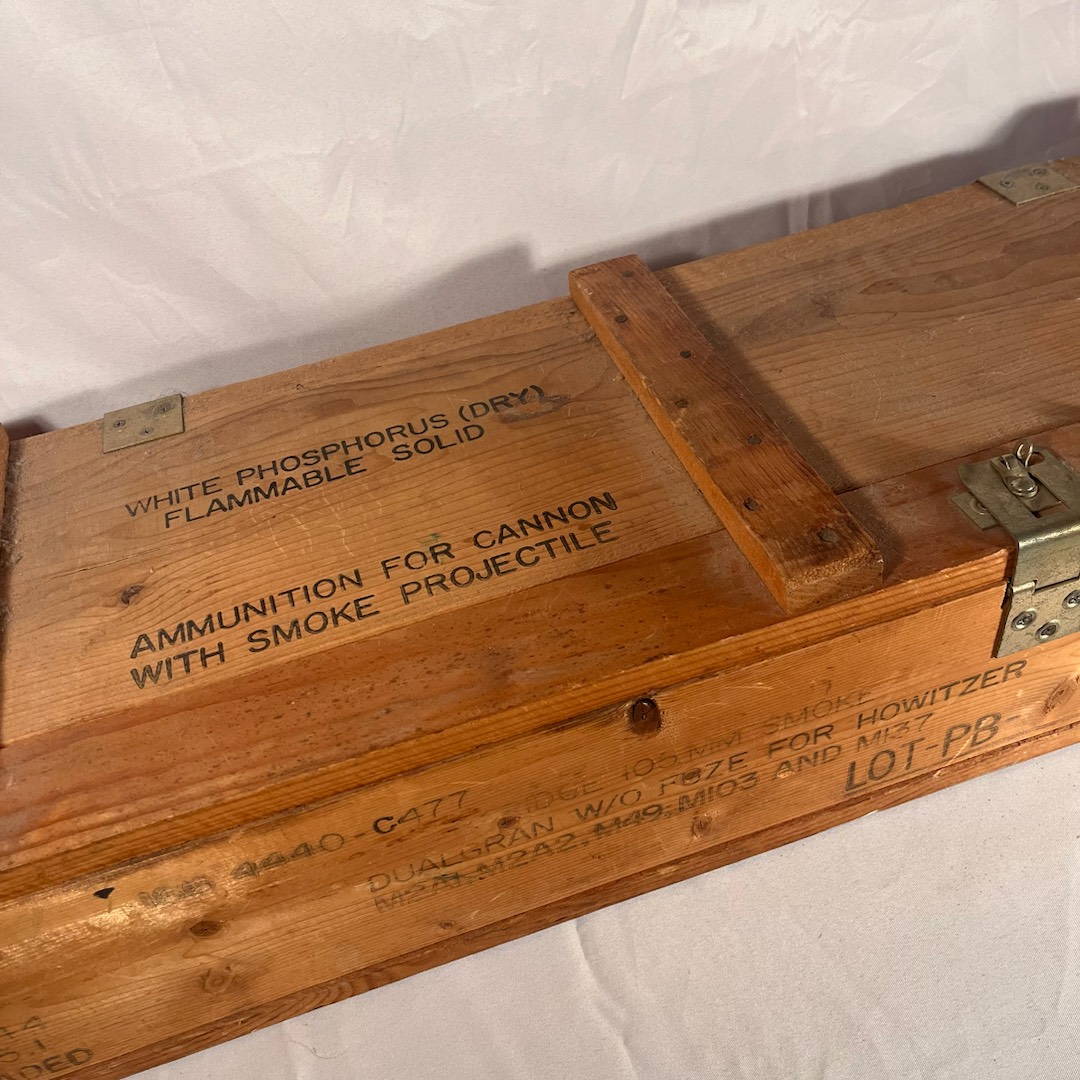 WHITE PHOSPHORUS (DRY)
FLAMMABLE SOLID
AMMUNITION FOR CANNON
WITH SMOKE PROJECTILE
4440-C477
105 MM SMOKE
DUALGRAN W/O FUZE FOR HOWITZER
M2A1, M2A2, M49, M103 AND M137
LOT-PB-